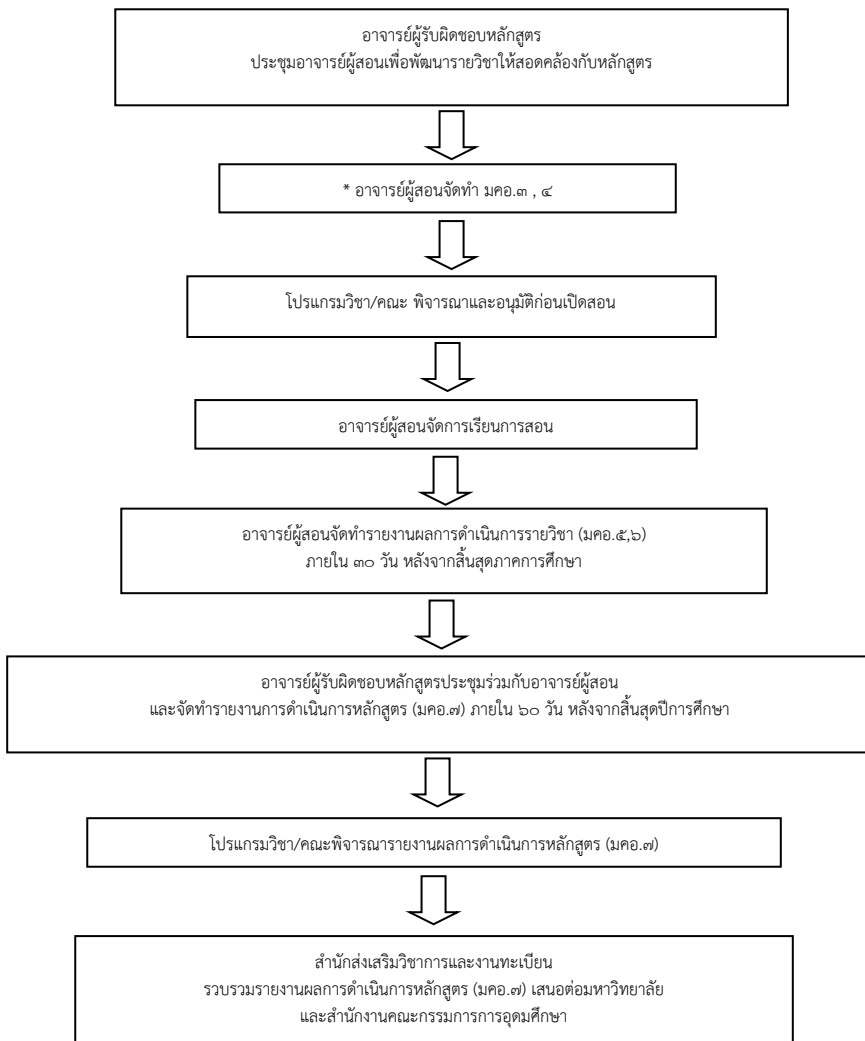 อาจารย์ผู้รับผิดชอบหลักสูตร
ประชุมอาจารย์ผู้สอนเพื่อพัฒนารายวิชาให้สอดคล้องกับหลักสูตร
* อาจารย์ผู้สอนจัดทำ มคอ.๓ , ๔
โปรแกรมวิชา/คณะ พิจารณาและอนุมัติก่อนเปิดสอน
อาจารย์ผู้สอนจัดการเรียนการสอน
อาจารย์ผู้สอนจัดทำรายงานผลการดำเนินการรายวิชา (มคอ.๕,๖)
ภายใน ๓๐ วัน หลังจากสิ้นสุดภาคการศึกษา
อาจารย์ผู้รับผิดชอบหลักสูตรประชุมร่วมกับอาจารย์ผู้สอน
และจัดทำรายงานการดำเนินการหลักสูตร (มคอ.๗) ภายใน ๖๐ วัน หลังจากสิ้นสุดปีการศึกษา
โปรแกรมวิชา/คณะพิจารณารายงานผลการดำเนินการหลักสูตร (มคอ.๗)
สำนักส่งเสริมวิชาการและงานทะเบียน
รวบรวมรายงานผลการดำเนินการหลักสูตร (มคอ.๗) เสนอต่อมหาวิทยาลัย
และสำนักงานคณะกรรมการการอุดมศึกษา